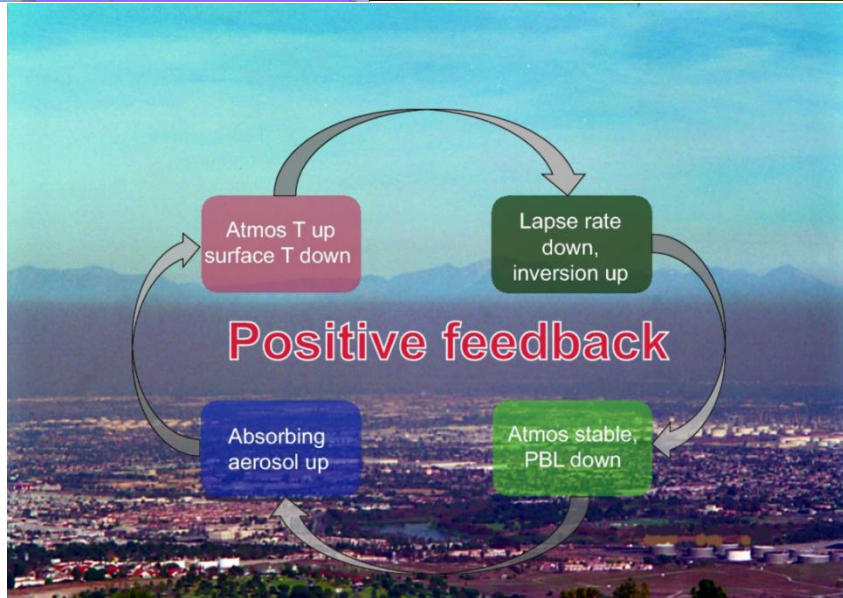 Atmos T up
surface T down
Lapse rate
down,
inversion up
Positive feedback
Absorbing
aerosol up
Atmos stable,
PBL down